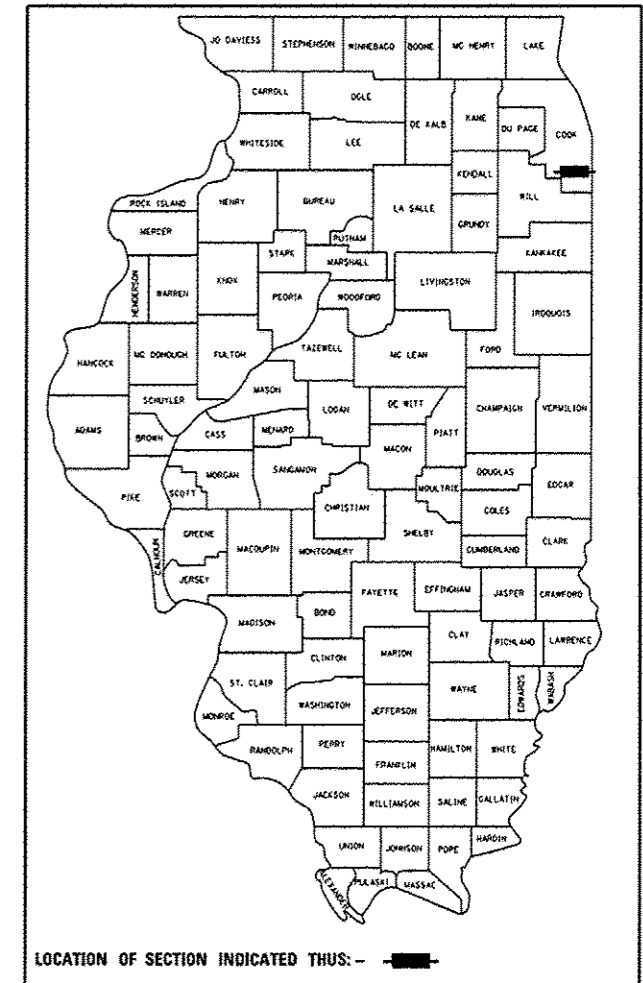 JO DAVIESS STEPHENSON WINNEBAGO BOONE MC HENRY LAKE
CARROLL OGLE DE KALB KANE DU PAGE COOK
WHITESIDE LEE KENDALL WILL
ROCK ISLAND HENRY BUREAU LA SALLE GRUNDY
MERCER STARK PUTNAM MARSHALL KANKAKEE
HENDERSON WARREN KNOX PEORIA WOODFORD LIVINGSTON IROQUOIS
HANCOCK MC DONOUGH FULTON TAZEWELL MC LEAN FORD
SCHUYLER MASON LOGAN DE WITT CHAMPAIGN VERMILION
ADAMS BROWN CASS MENARD MACON PIATT
PIKE SCOTT MORGAN SANGAMON CHRISTIAN MOULTRIE DOUGLAS EDGAR
COLES
CALHOUN GREENE MACOUPIN MONTGOMERY SHELBY CUMBERLAND CLARK
JERSEY FAYETTE EFFINGHAM JASPER CRAWFORD
MADISON BOND CLAY RICHLAND LAWRENCE
CLINTON MARION
ST. CLAIR WASHINGTON WAYNE EDWARDS WABASH
MONROE JEFFERSON
RANDOLPH PERRY HAMILTON WHITE
FRANKLIN
JACKSON WILLIAMSON SALINE GALLATIN
UNION JOHNSON POPE HARDIN
ALEXANDER PULASKI MASSAC
LOCATION OF SECTION INDICATED THUS: -